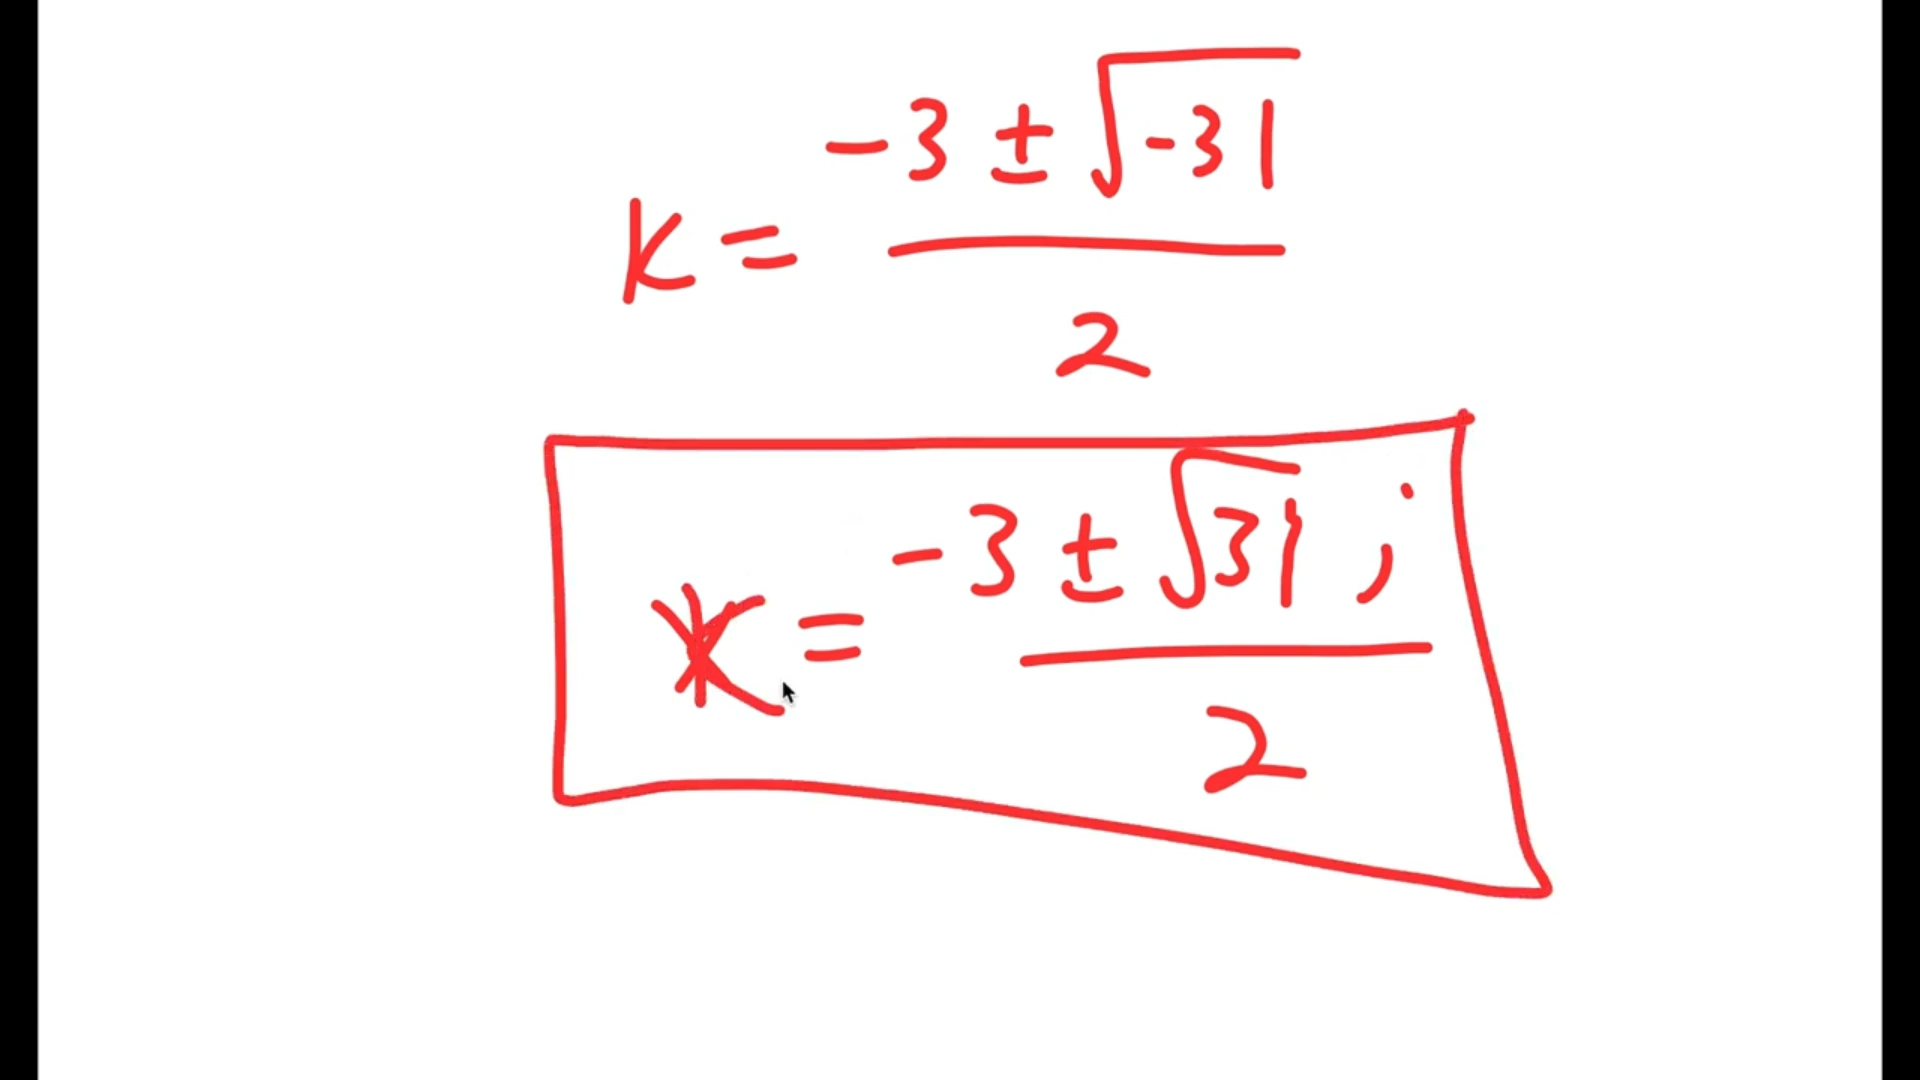 k = (-3 ± √-31) / 2
k = (-3 ± √31 i) / 2